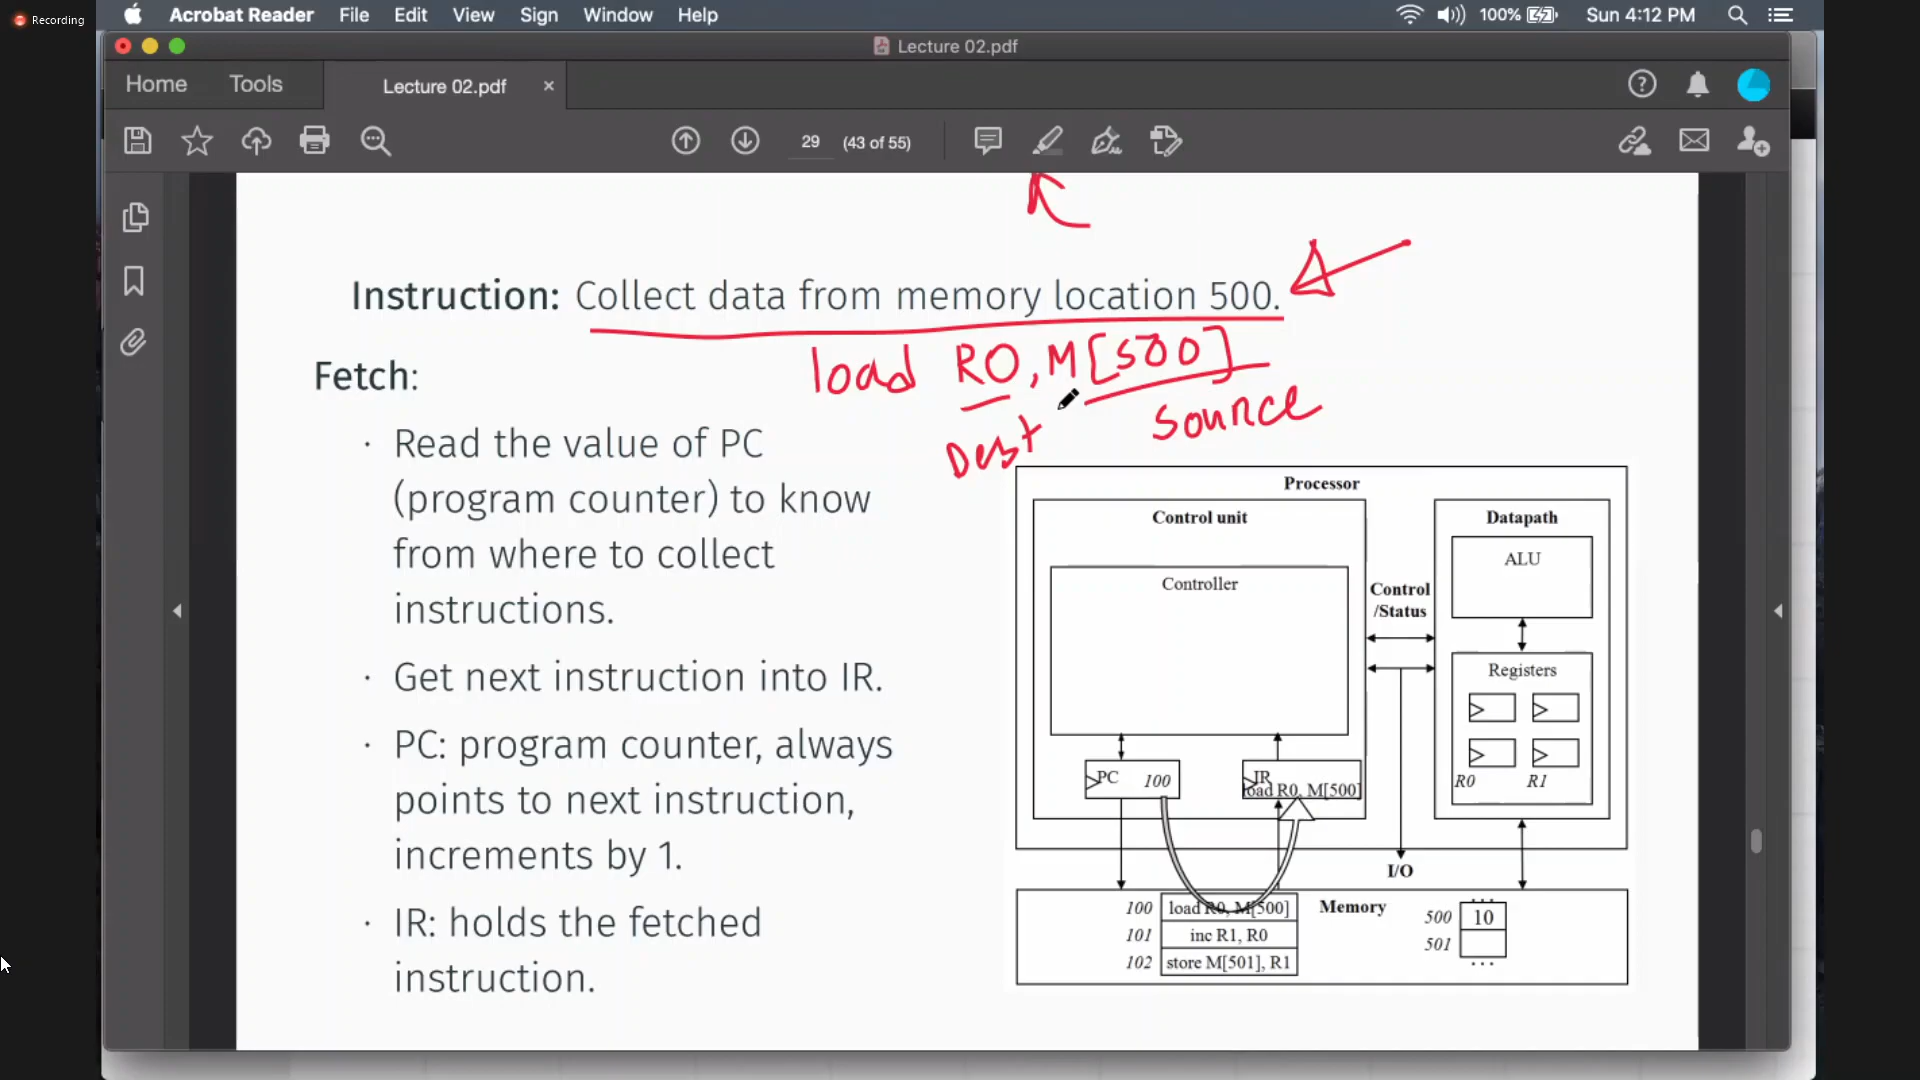 Recording
Acrobat Reader File Edit View Sign Window Help
100% Sun 4:12 PM
Lecture 02.pdf
Home Tools Lecture 02.pdf ×
29 (43 of 55)
Instruction: Collect data from memory location 500.
load R0, M[500]
Dest Source
Fetch:
· Read the value of PC
(program counter) to know
from where to collect
instructions.
· Get next instruction into IR.
· PC: program counter, always
points to next instruction,
increments by 1.
· IR: holds the fetched
instruction.
Processor
Control unit
Datapath
Controller
ALU
Control
/Status
Registers
R0 R1
PC 100
IR
load R0, M[500]
I/O
Memory
100 load R0, M[500]
101 inc R1, R0
102 store M[501], R1
...
500 10
501
...